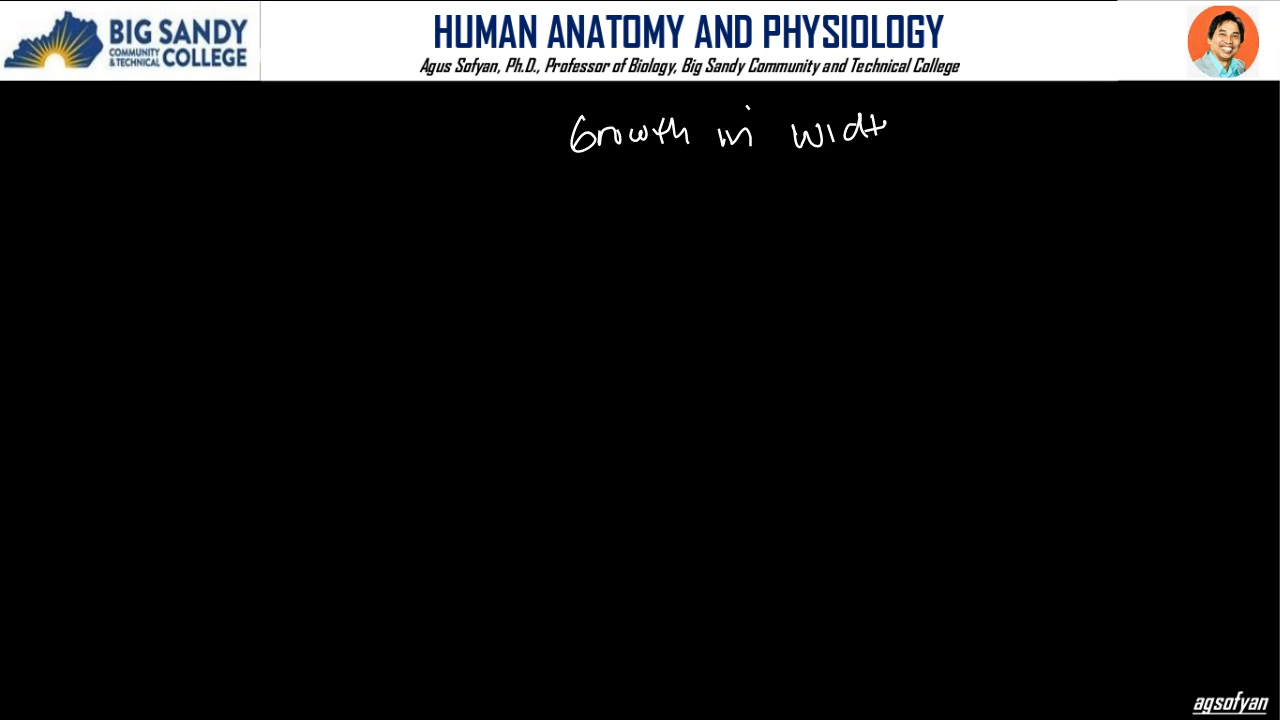 BIG SANDY
COMMUNITY & TECHNICAL COLLEGE
HUMAN ANATOMY AND PHYSIOLOGY
Agus Sofyan, Ph.D., Professor of Biology, Big Sandy Community and Technical College
Growth in Widt
agsofyan